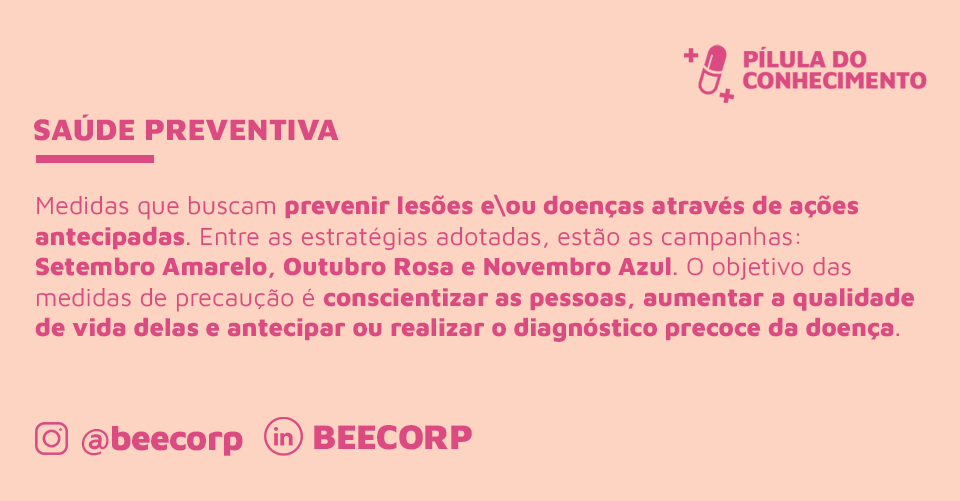 PÍLULA DO
CONHECIMENTO
SAÚDE PREVENTIVA
Medidas que buscam prevenir lesões e\ou doenças através de ações
antecipadas. Entre as estratégias adotadas, estão as campanhas:
Setembro Amarelo, Outubro Rosa e Novembro Azul. O objetivo das
medidas de precaução é conscientizar as pessoas, aumentar a qualidade
de vida delas e antecipar ou realizar o diagnóstico precoce da doença.
@beecorp in BEECORP